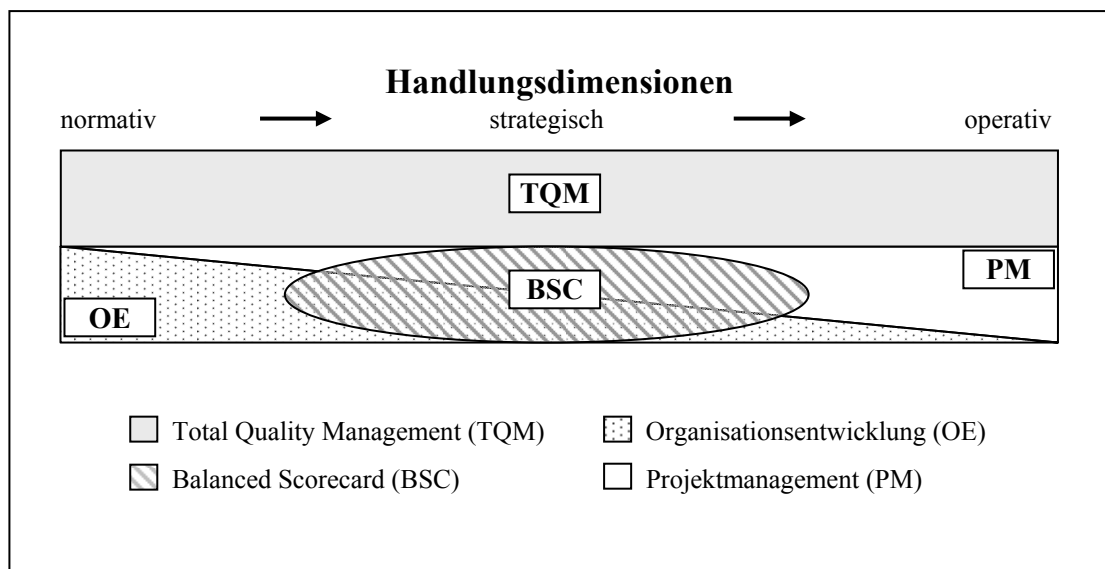 Handlungsdimensionen
normativ strategisch operativ
TQM
PM
BSC
OE
Total Quality Management (TQM) Organisationsentwicklung (OE)
Balanced Scorecard (BSC) Projektmanagement (PM)